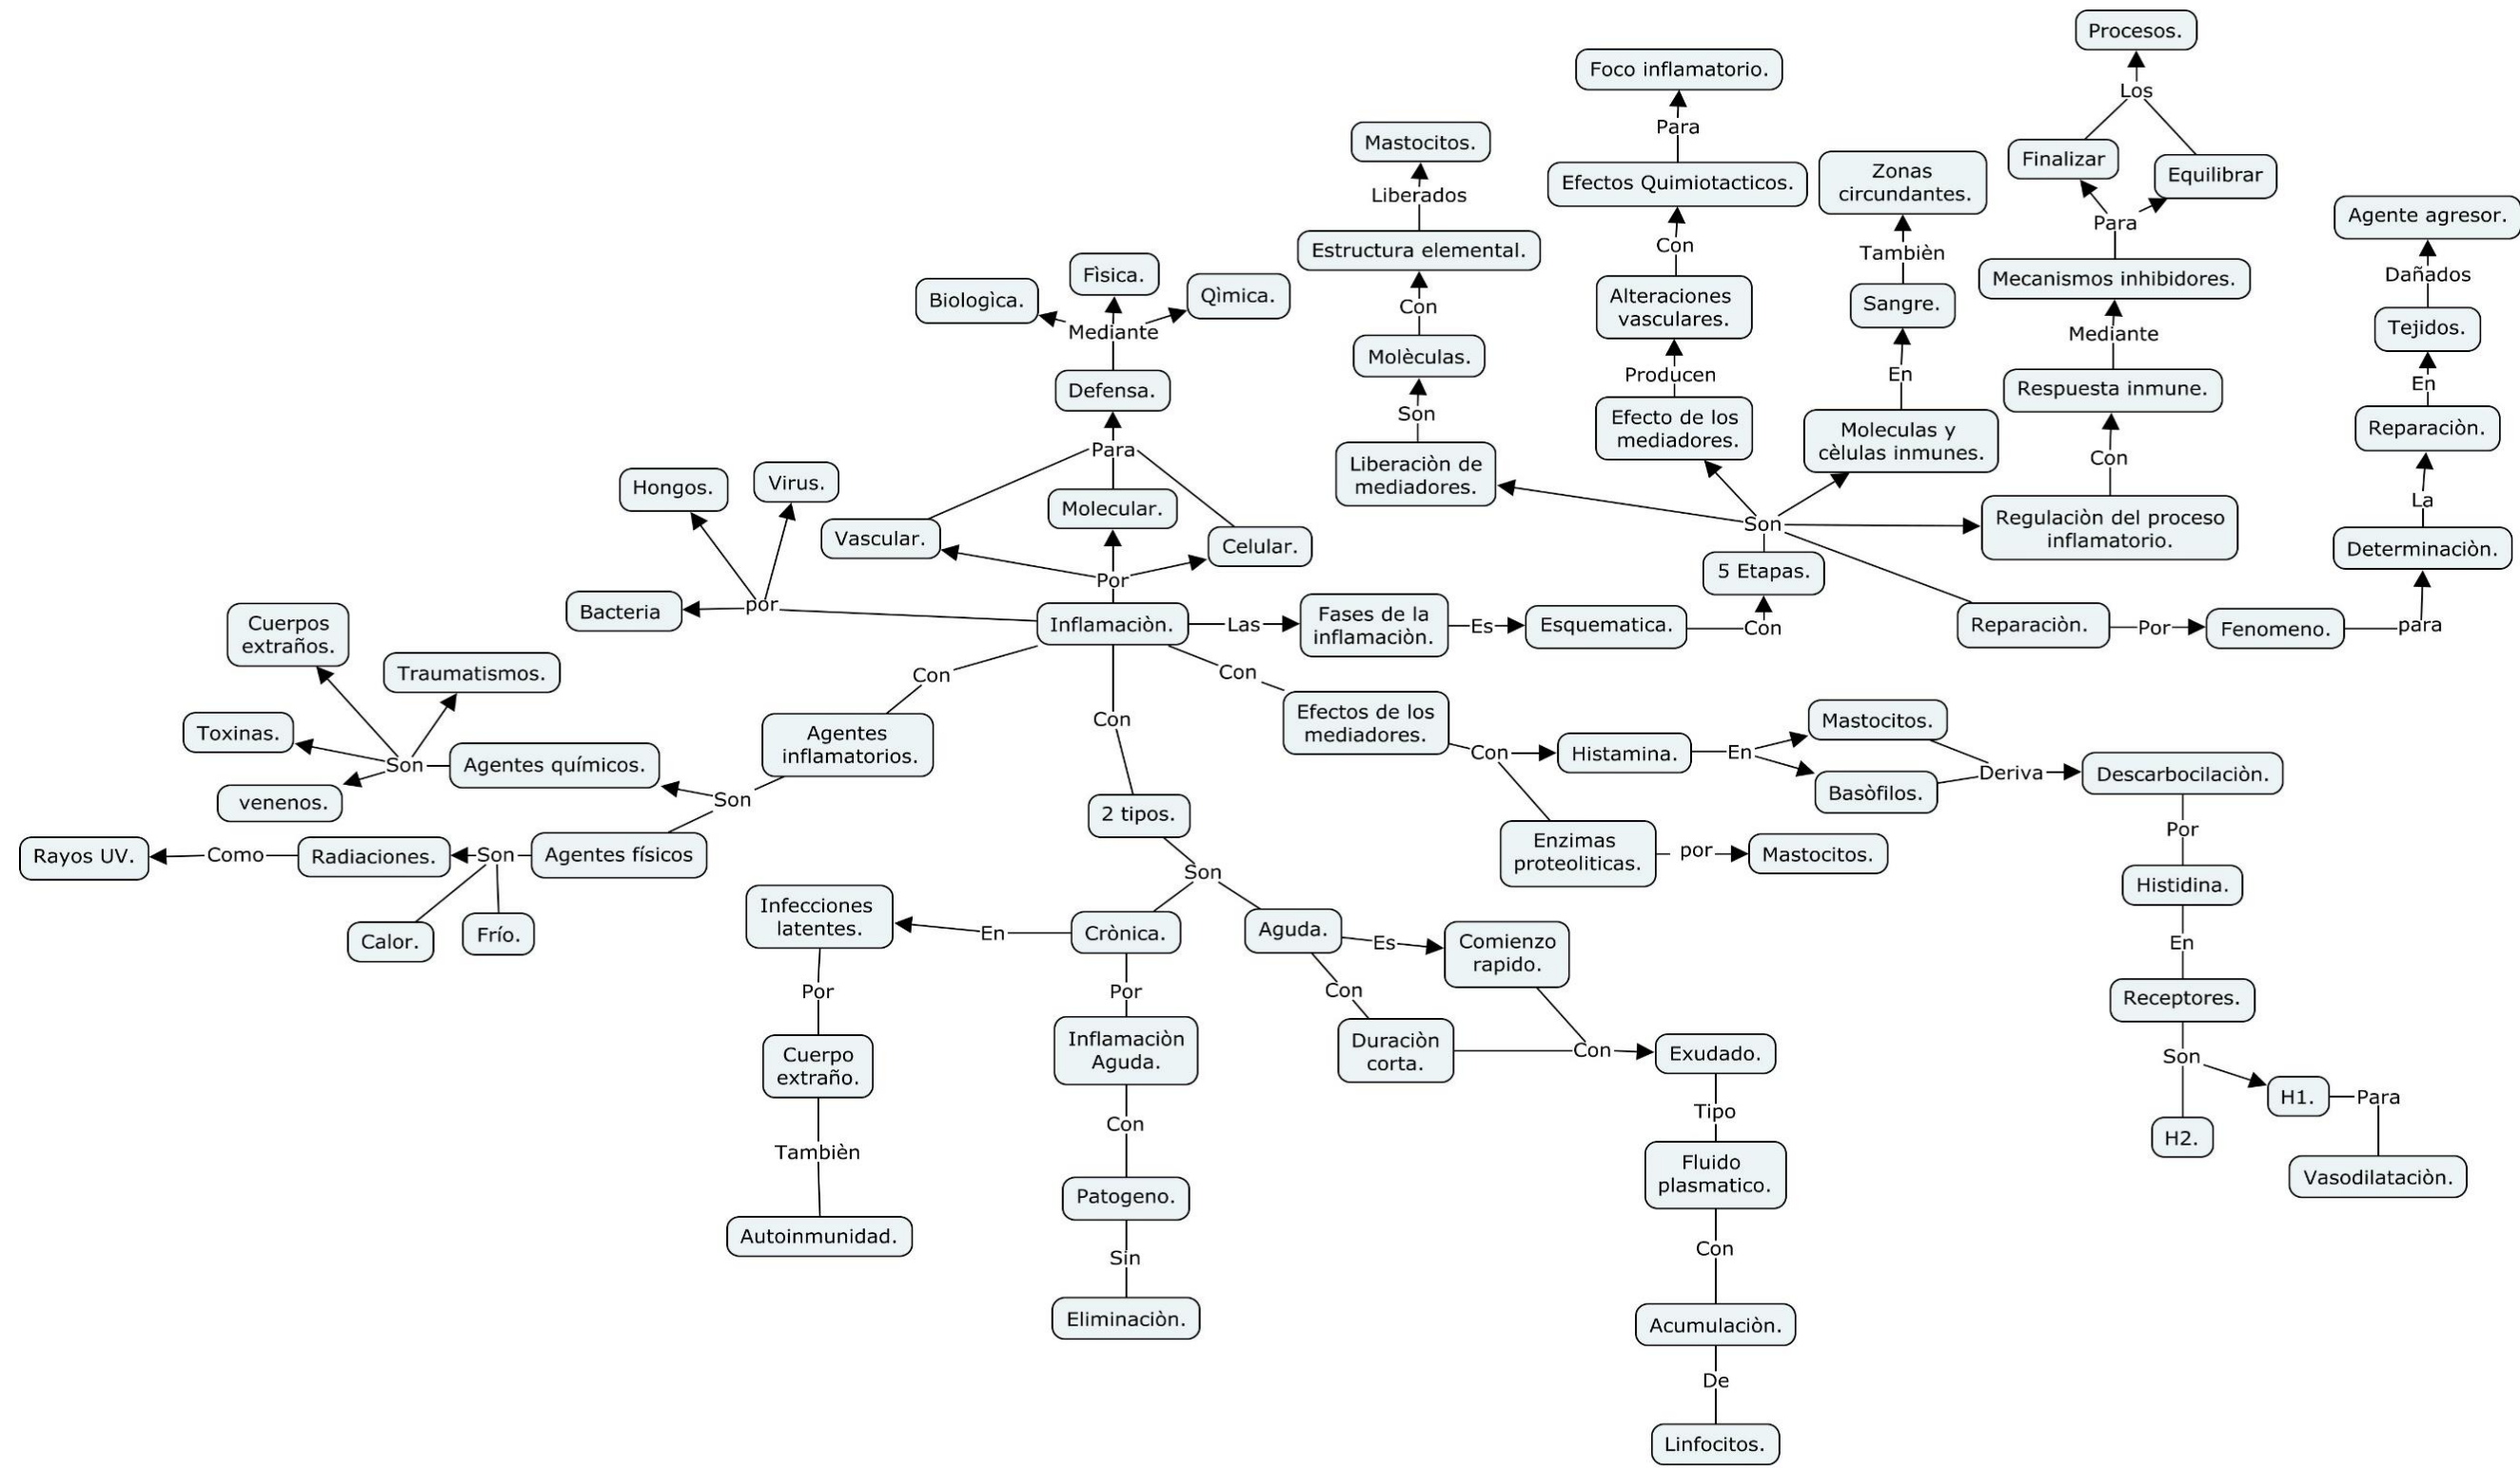 Procesos.
Los
Finalizar
Equilibrar
Para
Mecanismos inhibidores.
Mediante
Respuesta inmune.
Con
Regulaciòn del proceso
inflamatorio.
Foco inflamatorio.
Para
Efectos Quimiotacticos.
Con
Alteraciones
vasculares.
Producen
Efecto de los
mediadores.
Zonas
circundantes.
Tambièn
Sangre.
En
Moleculas y
cèlulas inmunes.
Mastocitos.
Liberados
Estructura elemental.
Con
Molèculas.
Son
Liberaciòn de
mediadores.
Agente agresor.
Dañados
Tejidos.
En
Reparaciòn.
La
Determinaciòn.
para
Fenomeno.
Por
Reparaciòn.
Son
5 Etapas.
Con
Esquematica.
Es
Fases de la
inflamaciòn.
Las
Inflamaciòn.
Biologìca.
Fìsica.
Qìmica.
Mediante
Defensa.
Para
Vascular.
Molecular.
Celular.
Por
Hongos.
Virus.
Bacteria
por
Con
Agentes
inflamatorios.
Son
Agentes químicos.
Son
Cuerpos
extraños.
Traumatismos.
Toxinas.
venenos.
Agentes físicos
Son
Radiaciones.
Como
Rayos UV.
Calor.
Frío.
Con
2 tipos.
Son
Crònica.
En
Infecciones
latentes.
Por
Cuerpo
extraño.
Tambièn
Autoinmunidad.
Por
Inflamaciòn
Aguda.
Con
Patogeno.
Sin
Eliminaciòn.
Aguda.
Es
Comienzo
rapido.
Con
Duraciòn
corta.
Con
Exudado.
Tipo
Fluido
plasmatico.
Con
Acumulaciòn.
De
Linfocitos.
Con
Efectos de los
mediadores.
Con
Histamina.
En
Mastocitos.
Basòfilos.
Deriva
Descarbocilaciòn.
Por
Histidina.
En
Receptores.
Son
H1.
Para
Vasodilataciòn.
H2.
Enzimas
proteoliticas.
por
Mastocitos.